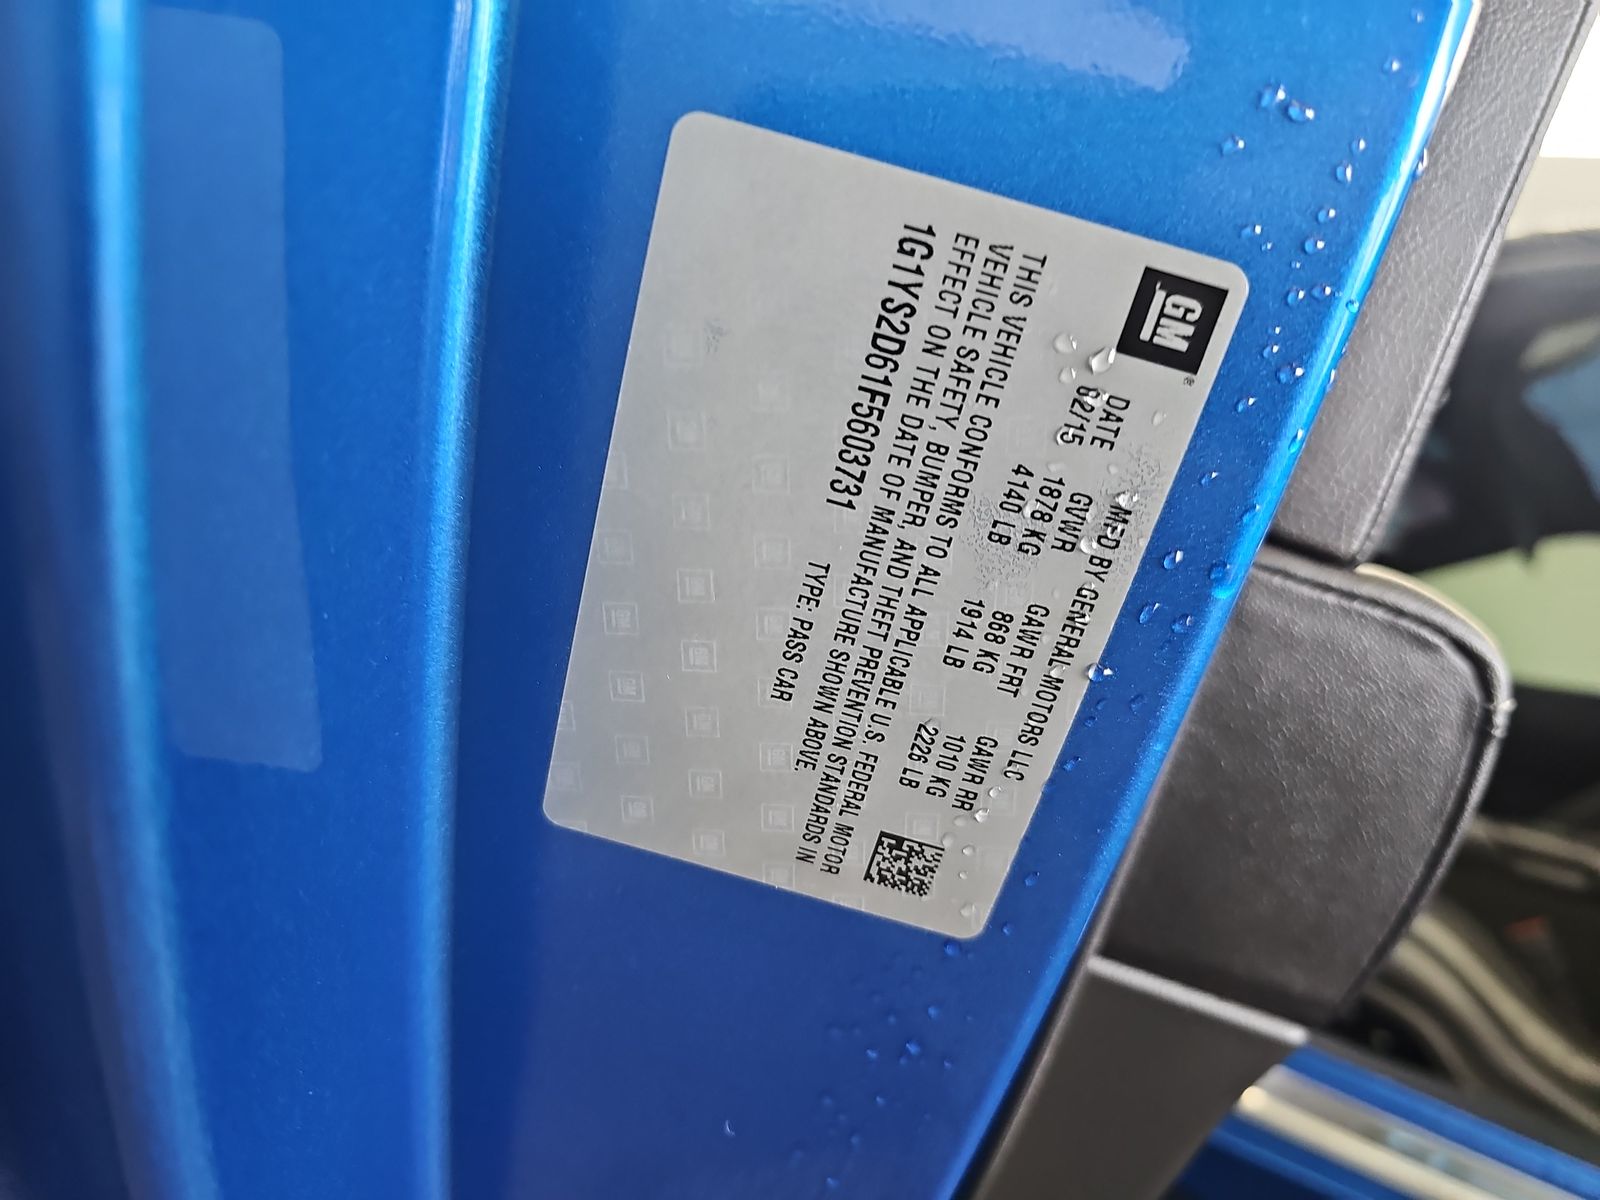 GM ®
MFD BY GENERAL MOTORS LLC
DATE GVWR GAWR FRT GAWR RR
02/15 1878 KG 868 KG 1010 KG
4140 LB 1914 LB 2226 LB
THIS VEHICLE CONFORMS TO ALL APPLICABLE U.S. FEDERAL MOTOR
VEHICLE SAFETY, BUMPER, AND THEFT PREVENTION STANDARDS IN
EFFECT ON THE DATE OF MANUFACTURE SHOWN ABOVE.
1G1YS2D61F5603731 TYPE: PASS CAR